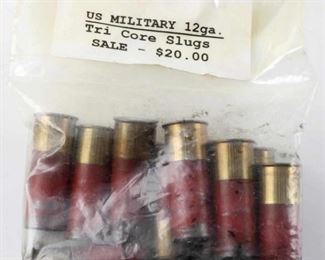 US MILITARY 12ga.
Tri Core Slugs
SALE - $20.00